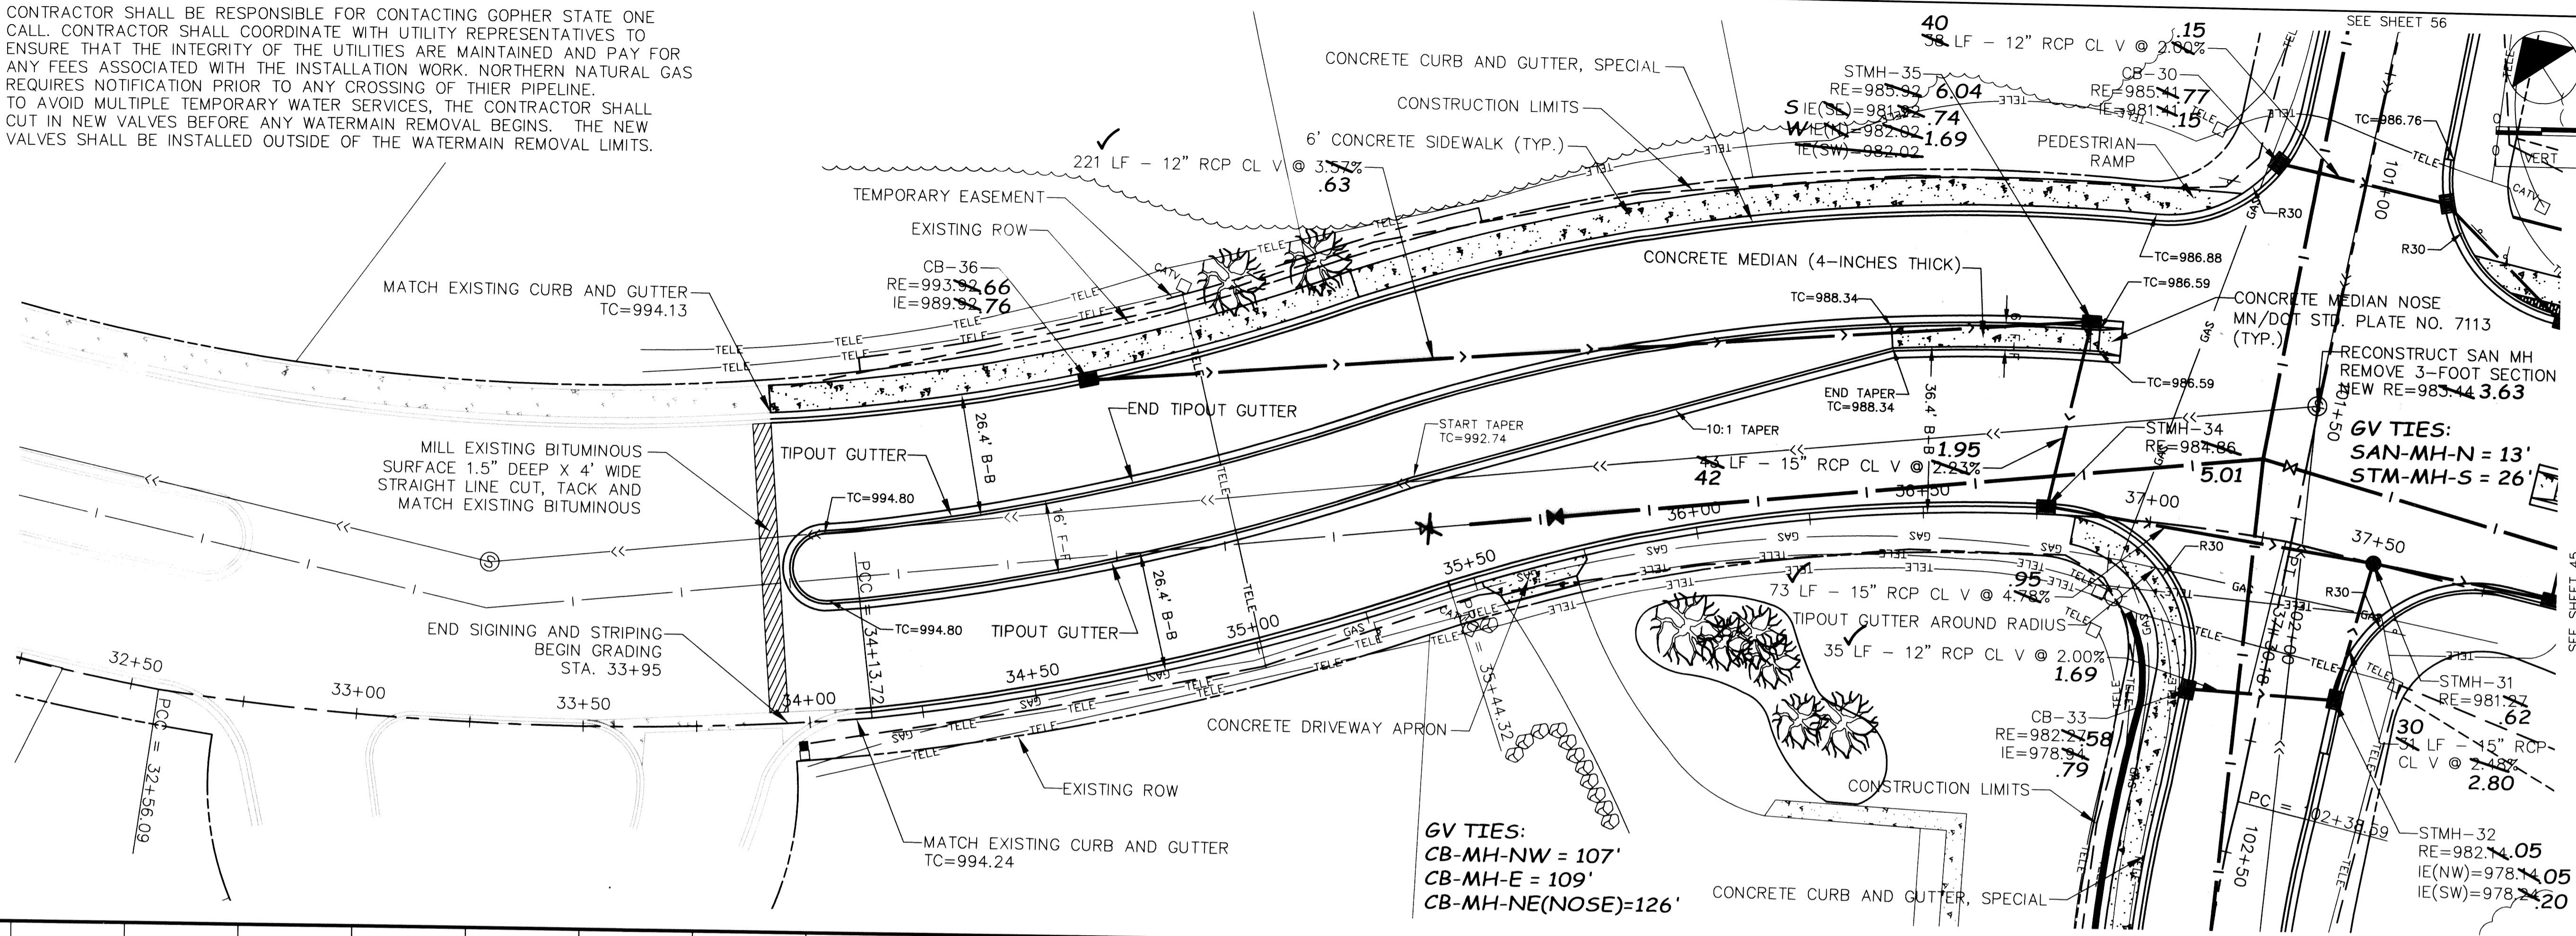 CONTRACTOR SHALL BE RESPONSIBLE FOR CONTACTING GOPHER STATE ONE
CALL. CONTRACTOR SHALL COORDINATE WITH UTILITY REPRESENTATIVES TO
ENSURE THAT THE INTEGRITY OF THE UTILITIES ARE MAINTAINED AND PAY FOR
ANY FEES ASSOCIATED WITH THE INSTALLATION WORK. NORTHERN NATURAL GAS
REQUIRES NOTIFICATION PRIOR TO ANY CROSSING OF THIER PIPELINE.
TO AVOID MULTIPLE TEMPORARY WATER SERVICES, THE CONTRACTOR SHALL
CUT IN NEW VALVES BEFORE ANY WATERMAIN REMOVAL BEGINS. THE NEW
VALVES SHALL BE INSTALLED OUTSIDE OF THE WATERMAIN REMOVAL LIMITS.
CONCRETE CURB AND GUTTER, SPECIAL
CONSTRUCTION LIMITS
6' CONCRETE SIDEWALK (TYP.)
221 LF - 12" RCP CL V @ 3.57%
.63
TEMPORARY EASEMENT
EXISTING ROW
CB-36
RE=993.92 .66
IE=989.92 .76
MATCH EXISTING CURB AND GUTTER
TC=994.13
40
38 LF - 12" RCP CL V @ 2.00%
.15
STMH-35
RE=985.92 6.04
S IE(SE)=981.92 .74
W IE(N)=982.02 1.69
IE(SW)=982.02
CB-30
RE=985.41 .77
IE=981.41 .15
PEDESTRIAN
RAMP
SEE SHEET 56
TC=986.76
VERT
0
0
101+00
R30
R30
TC=986.88
CONCRETE MEDIAN (4-INCHES THICK)
TC=988.34
TC=986.59
CONCRETE MEDIAN NOSE
MN/DOT STD. PLATE NO. 7113
(TYP.)
6' F-F
RECONSTRUCT SAN MH
REMOVE 3-FOOT SECTION
NEW RE=983.44 3.63
TC=986.59
END TAPER
TC=988.34
36.4' B-B
101+50
GV TIES:
SAN-MH-N = 13'
STM-MH-S = 26'
STMH-34
RE=984.86
5.01
END TIPOUT GUTTER
START TAPER
TC=992.74
10:1 TAPER
1.95
43 LF - 15" RCP CL V @ 2.23%
42
26.4' B-B
TIPOUT GUTTER
MILL EXISTING BITUMINOUS
SURFACE 1.5" DEEP X 4' WIDE
STRAIGHT LINE CUT, TACK AND
MATCH EXISTING BITUMINOUS
TC=994.80
16' F-F
PCC = 34+13.72
26.4' B-B
TC=994.80
TIPOUT GUTTER
END SIGINING AND STRIPING
BEGIN GRADING
STA. 33+95
32+50
33+00
33+50
34+00
34+50
35+00
35+50
36+00
36+50
37+00
37+50
R30
R30
PCC = 32+56.09
= 35+44.32
.95
73 LF - 15" RCP CL V @ 4.78%
TIPOUT GUTTER AROUND RADIUS
35 LF - 12" RCP CL V @ 2.00%
1.69
CONCRETE DRIVEWAY APRON
CB-33
RE=982.27 .58
IE=978.94
.79
102+00
STMH-31
RE=981.27
.62
30
31 LF - 15" RCP
CL V @ 2.48%
2.80
EXISTING ROW
CONSTRUCTION LIMITS
PC = 102+38.59
102+50
MATCH EXISTING CURB AND GUTTER
TC=994.24
GV TIES:
CB-MH-NW = 107'
CB-MH-E = 109'
CB-MH-NE(NOSE)=126'
CONCRETE CURB AND GUTTER, SPECIAL
STMH-32
RE=982.14 .05
IE(NW)=978.14 .05
IE(SW)=978.24 .20
SEE SHEET 45
TELE
GAS
CATV